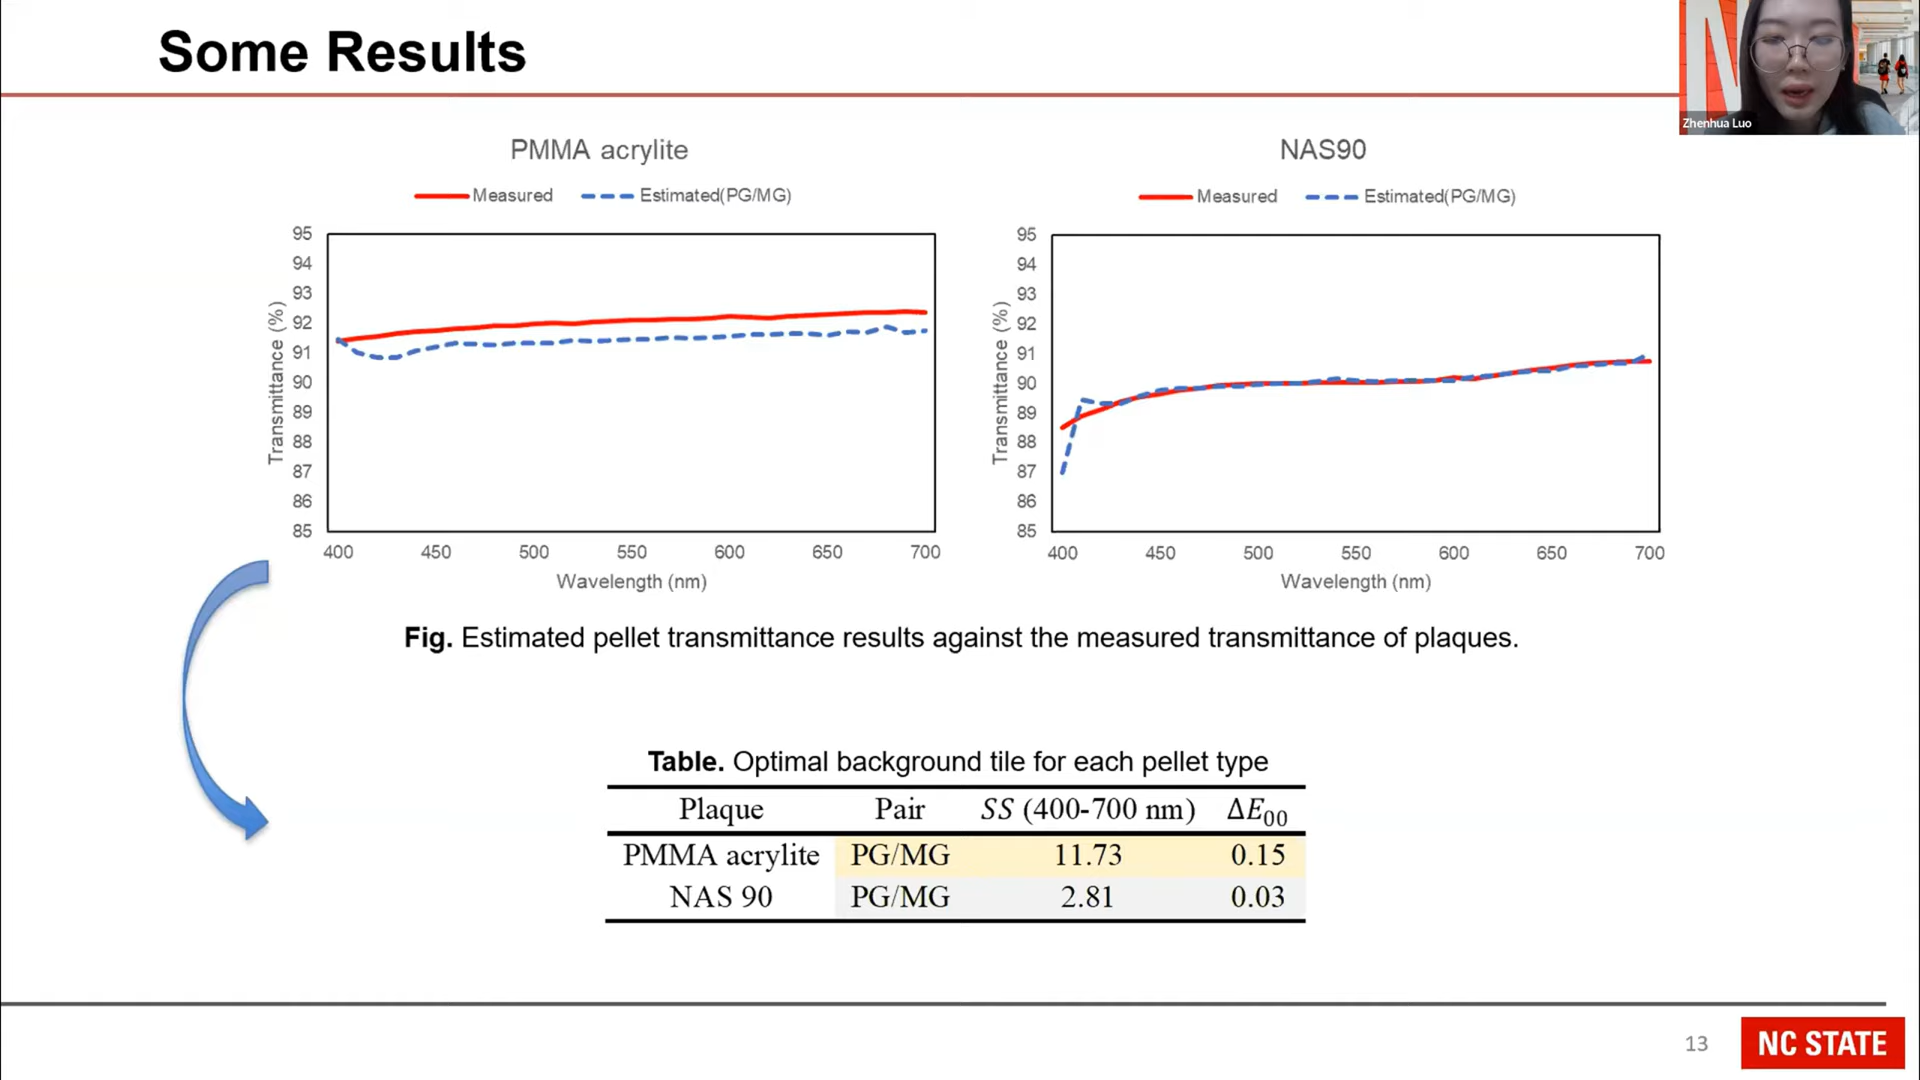 Some Results
Zhenhua Luo
PMMA acrylite
Measured Estimated(PG/MG)
95
94
93
92
91
90
89
88
87
86
85
Transmittance (%)
400 450 500 550 600 650 700
Wavelength (nm)
NAS90
Measured Estimated(PG/MG)
95
94
93
92
91
90
89
88
87
86
85
Transmittance (%)
400 450 500 550 600 650 700
Wavelength (nm)
Fig. Estimated pellet transmittance results against the measured transmittance of plaques.
Table. Optimal background tile for each pellet type
Plaque Pair SS (400-700 nm) ΔE00
PMMA acrylite PG/MG 11.73 0.15
NAS 90 PG/MG 2.81 0.03
13
NC STATE